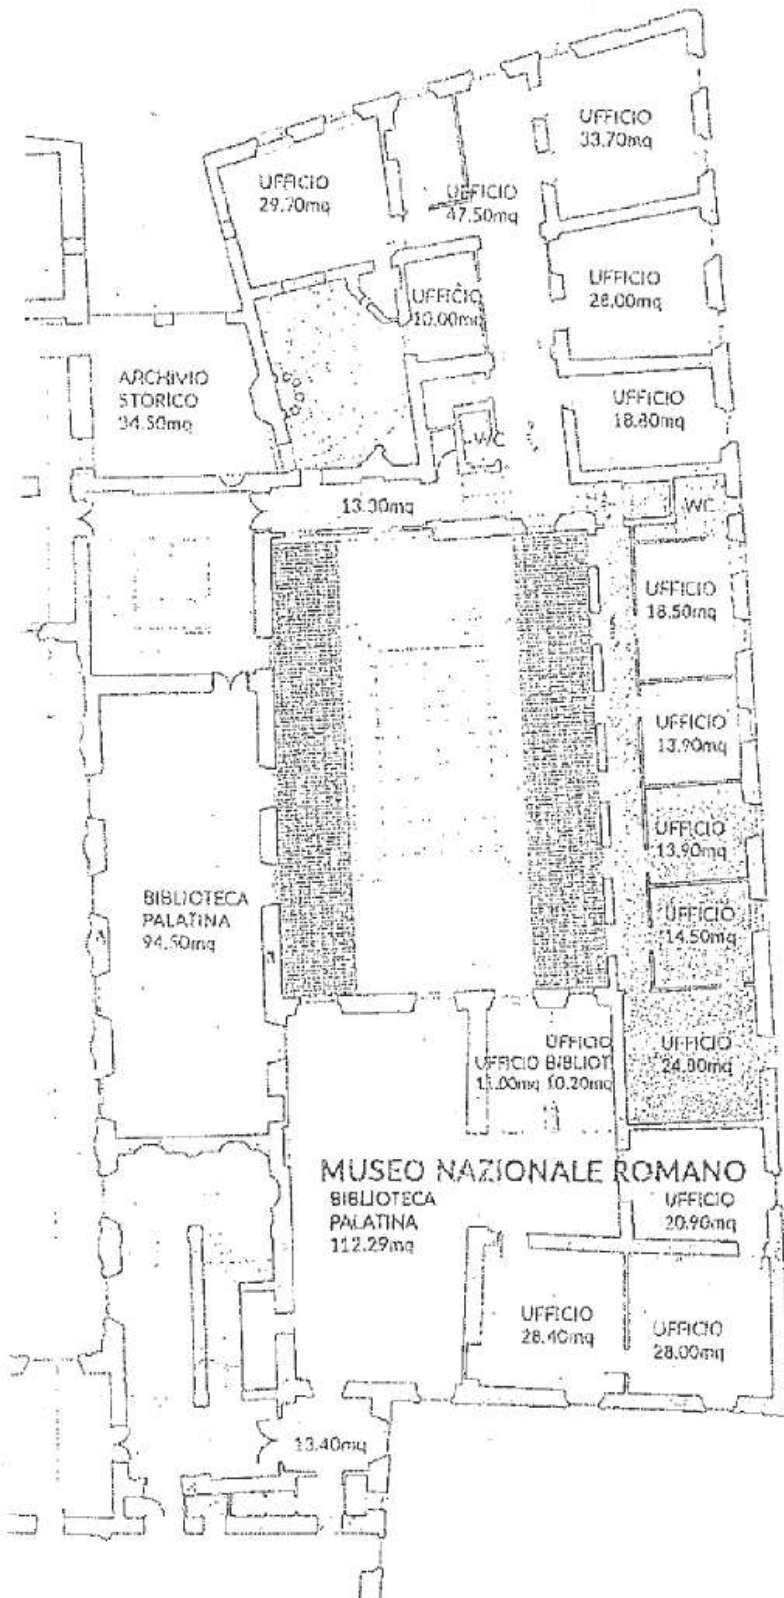 UFFICIO
33.70mq
UFFICIO
29.70mq
UFFICIO
47.50mq
UFFICIO
28.00mq
UFFICIO
10.00mq
ARCHIVIO
STORICO
34.50mq
UFFICIO
18.80mq
WC
13.30mq
WC
UFFICIO
18.50mq
UFFICIO
13.90mq
UFFICIO
13.90mq
BIBLIOTECA
PALATINA
94.50mq
UFFICIO
14.50mq
UFFICIO
24.80mq
UFFICIO
UFFICIO BIBLIOT
11.00mq 10.20mq
MUSEO NAZIONALE ROMANO
BIBLIOTECA
PALATINA
112.29mq
UFFICIO
20.90mq
UFFICIO
28.40mq
UFFICIO
28.00mq
13.40mq